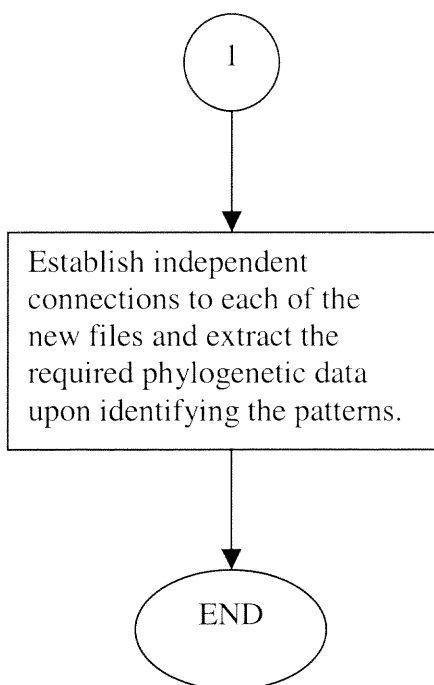 1
Establish independent
connections to each of the
new files and extract the
required phylogenetic data
upon identifying the patterns.
END